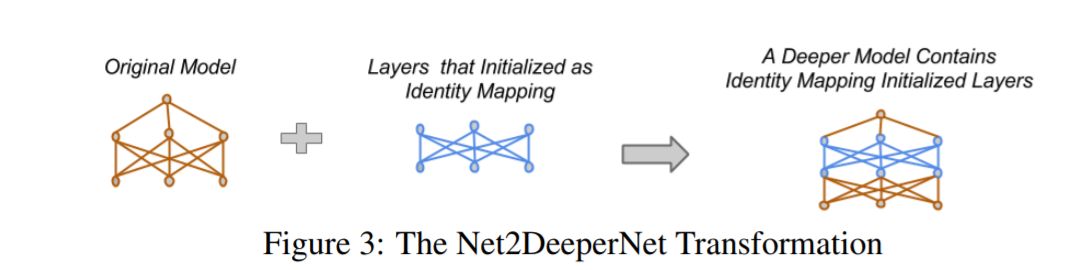 Original Model
Layers that Initialized as
Identity Mapping
A Deeper Model Contains
Identity Mapping Initialized Layers
Figure 3: The Net2DeeperNet Transformation